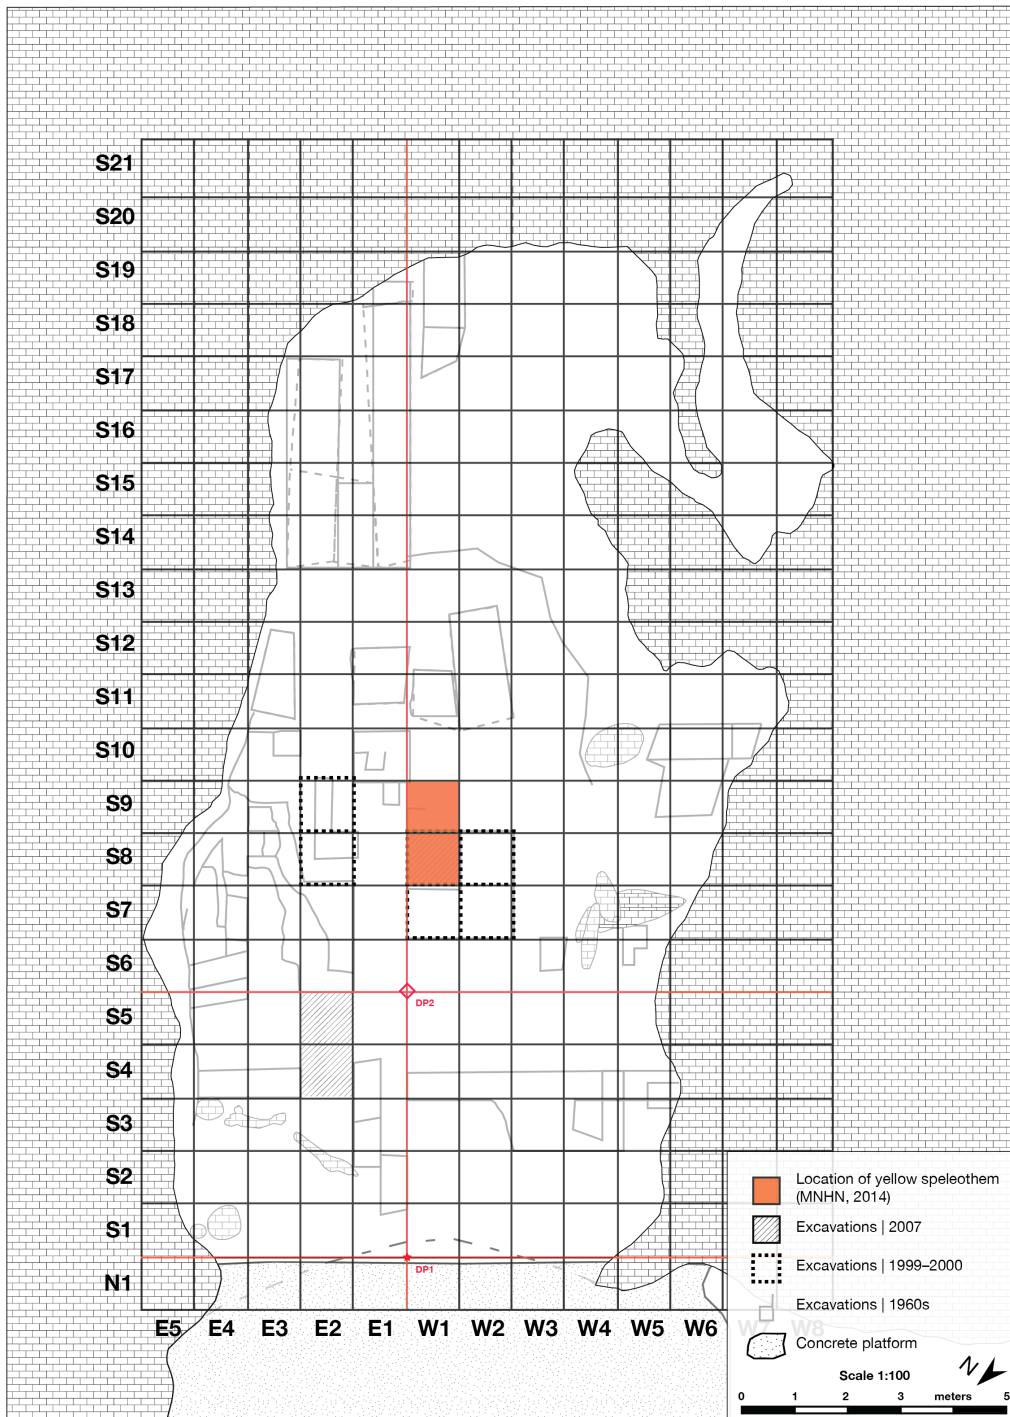 S21
S20
S19
S18
S17
S16
S15
S14
S13
S12
S11
S10
S9
S8
S7
S6
DP2
S5
S4
S3
S2
S1
DP1
N1
E5 E4 E3 E2 E1 W1 W2 W3 W4 W5 W6 W7 W8
Location of yellow speleothem
(MNHN, 2014)
Excavations | 2007
Excavations | 1999–2000
Excavations | 1960s
Concrete platform
Scale 1:100
N
0 1 2 3 meters 4 5